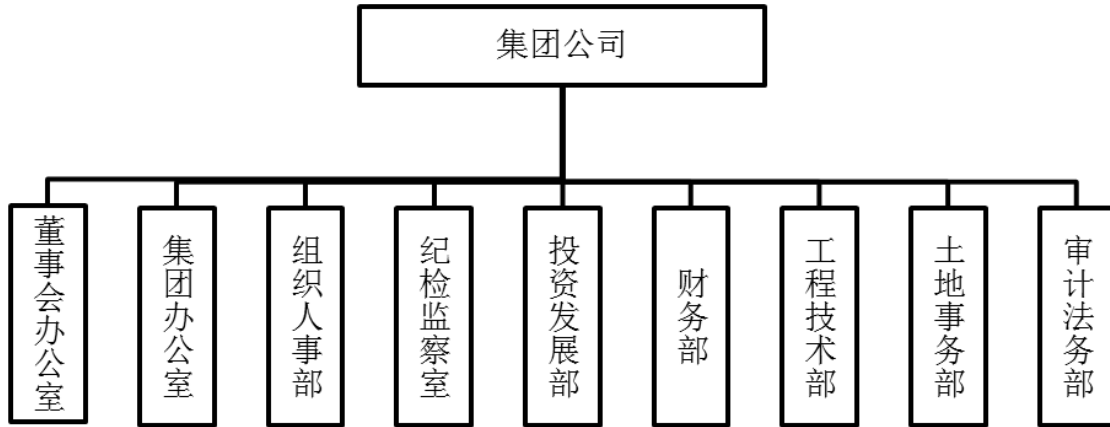 集团公司
董事会办公室
集团办公室
组织人事部
纪检监察室
投资发展部
财务部
工程技术部
土地事务部
审计法务部